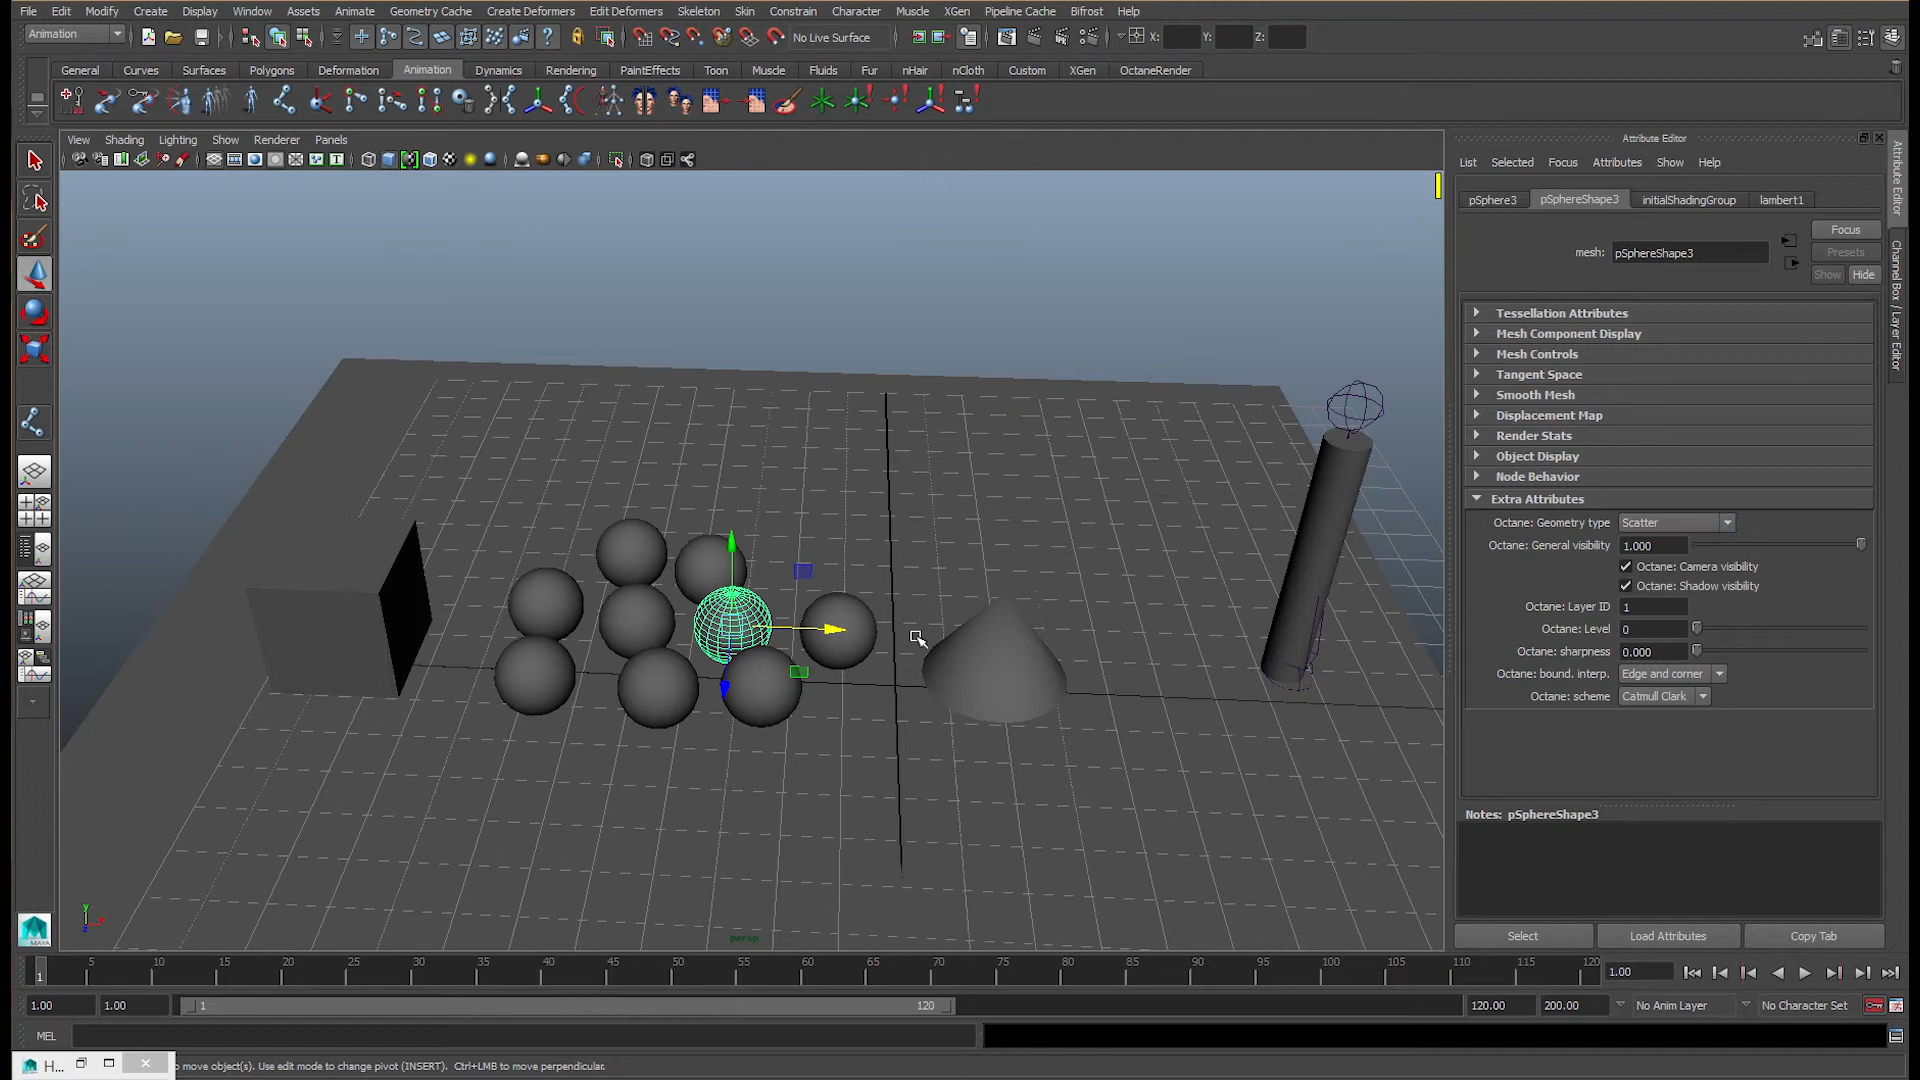 File Edit Modify Create Display Window Assets Animate Geometry Cache Create Deformers Edit Deformers Skeleton Skin Constrain Character Muscle XGen Pipeline Cache Bifrost Help
Animation No Live Surface X: Y: Z:
General Curves Surfaces Polygons Deformation Animation Dynamics Rendering PaintEffects Toon Muscle Fluids Fur nHair nCloth Custom XGen OctaneRender
View Shading Lighting Show Renderer Panels
Attribute Editor
List Selected Focus Attributes Show Help
pSphere3 pSphereShape3 initialShadingGroup lambert1
Focus
mesh: pSphereShape3
Presets
Show Hide
Tessellation Attributes
Mesh Component Display
Mesh Controls
Tangent Space
Smooth Mesh
Displacement Map
Render Stats
Object Display
Node Behavior
Extra Attributes
Octane: Geometry type Scatter
Octane: General visibility 1.000
Octane: Camera visibility
Octane: Shadow visibility
Octane: Layer ID 1
Octane: Level 0
Octane: sharpness 0.000
Octane: bound. interp. Edge and corner
Octane: scheme Catmull Clark
Notes: pSphereShape3
Select Load Attributes Copy Tab
Attribute Editor
Channel Box / Layer Editor
y
x
z
persp
MAYA
1 5 10 15 20 25 30 35 40 45 50 55 60 65 70 75 80 85 90 95 100 105 110 115 120 1.00
1.00 1.00 1 120 120.00 200.00 No Anim Layer No Character Set
MEL
H... to move object(s). Use edit mode to change pivot (INSERT). Ctrl+LMB to move perpendicular.